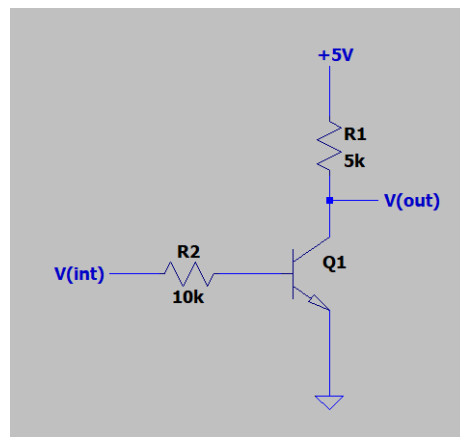 +5V
R1
5k
V(out)
R2
Q1
V(int)
10k